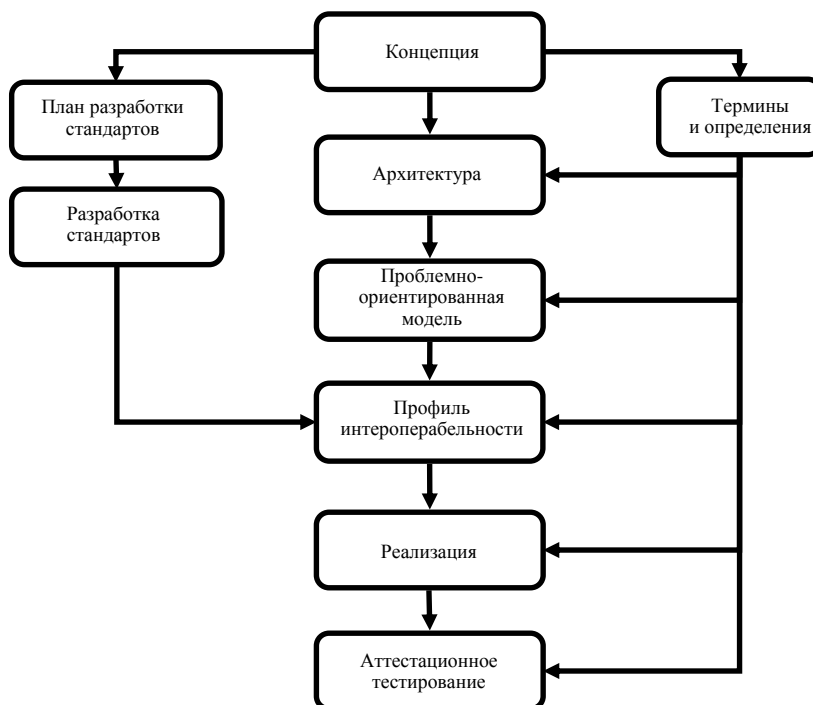 Концепция
План разработки
стандартов
Термины
и определения
Архитектура
Разработка
стандартов
Проблемно-
ориентированная
модель
Профиль
интероперабельности
Реализация
Аттестационное
тестирование